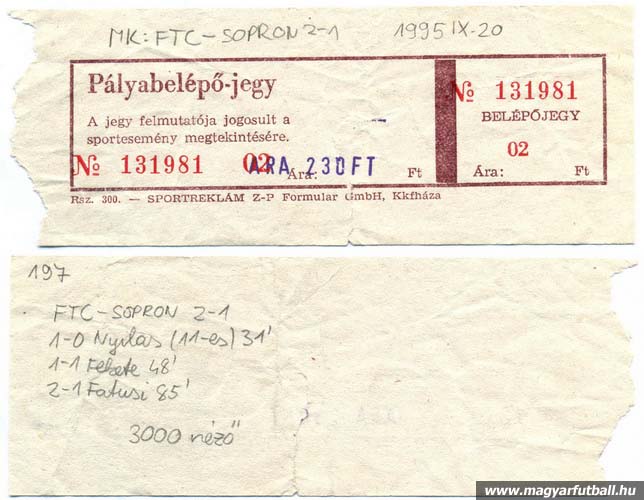 MK: FTC-SOPRON 2-1 1995 IX-20
Pályabelépő-jegy
A jegy felmutatója jogosult a
sportesemény megtekintésére.
№ 131981 02 Ára: Ft
ÁRA 230FT
Rsz. 300. — SPORTREKLÁM Z-P Formular GmbH, Kkfháza
№ 131981
BELÉPŐJEGY
02
Ára: Ft
197
FTC-SOPRON 2-1
1-0 Nyilas (11-es) 31'
1-1 Fekete 48'
2-1 Fatusi 85'
3000 néző
www.magyarfutball.hu